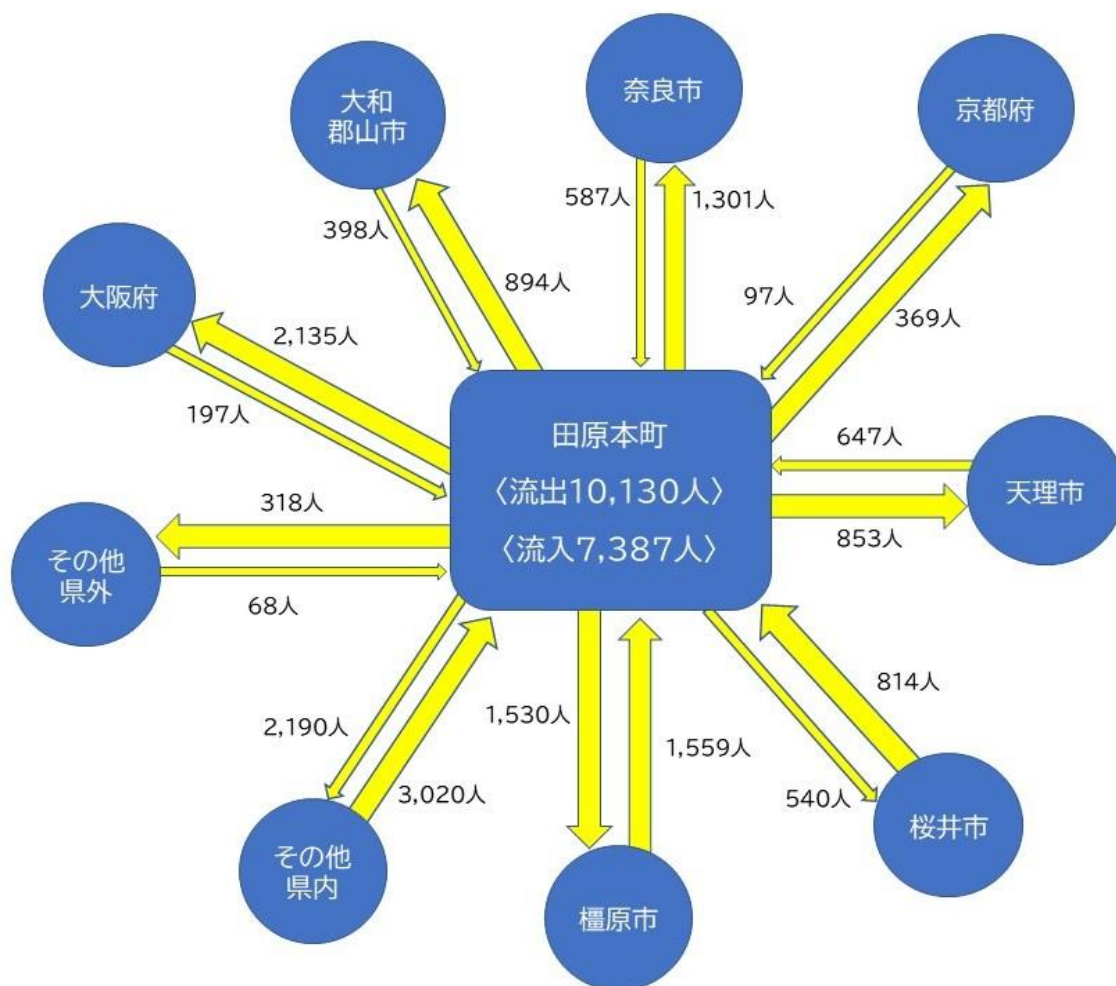 奈良市
大和
郡山市
京都府
587人
1,301人
398人
894人
97人
369人
大阪府
2,135人
197人
田原本町
〈流出10,130人〉
〈流入7,387人〉
647人
天理市
853人
318人
その他
県外
68人
814人
2,190人
1,530人
1,559人
3,020人
540人
桜井市
その他
県内
橿原市